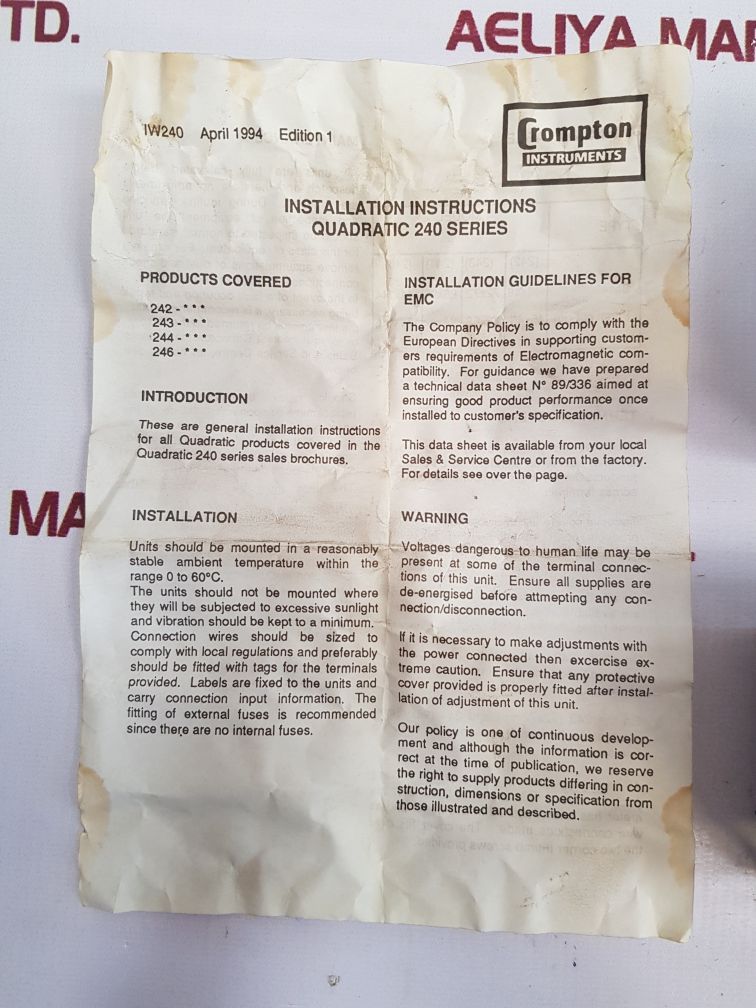 TD.
AELIYA MAR
IW240 April 1994 Edition 1
Crompton
INSTRUMENTS
INSTALLATION INSTRUCTIONS
QUADRATIC 240 SERIES
PRODUCTS COVERED
242 - * * *
243 - * * *
244 - * * *
246 - * * *
INTRODUCTION
These are general installation instructions
for all Quadratic products covered in the
Quadratic 240 series sales brochures.
INSTALLATION
Units should be mounted in a reasonably
stable ambient temperature within the
range 0 to 60°C.
The units should not be mounted where
they will be subjected to excessive sunlight
and vibration should be kept to a minimum.
Connection wires should be sized to
comply with local regulations and preferably
should be fitted with tags for the terminals
provided. Labels are fixed to the units and
carry connection input information. The
fitting of external fuses is recommended
since there are no internal fuses.
INSTALLATION GUIDELINES FOR
EMC
The Company Policy is to comply with the
European Directives in supporting custom-
ers requirements of Electromagnetic com-
patibility. For guidance we have prepared
a technical data sheet N° 89/336 aimed at
ensuring good product performance once
installed to customer's specification.
This data sheet is available from your local
Sales & Service Centre or from the factory.
For details see over the page.
WARNING
Voltages dangerous to human life may be
present at some of the terminal connec-
tions of this unit. Ensure all supplies are
de-energised before attmepting any con-
nection/disconnection.
If it is necessary to make adjustments with
the power connected then excercise ex-
treme caution. Ensure that any protective
cover provided is properly fitted after instal-
lation of adjustment of this unit.
Our policy is one of continuous develop-
ment and although the information is cor-
rect at the time of publication, we reserve
the right to supply products differing in con-
struction, dimensions or specification from
those illustrated and described.
MA